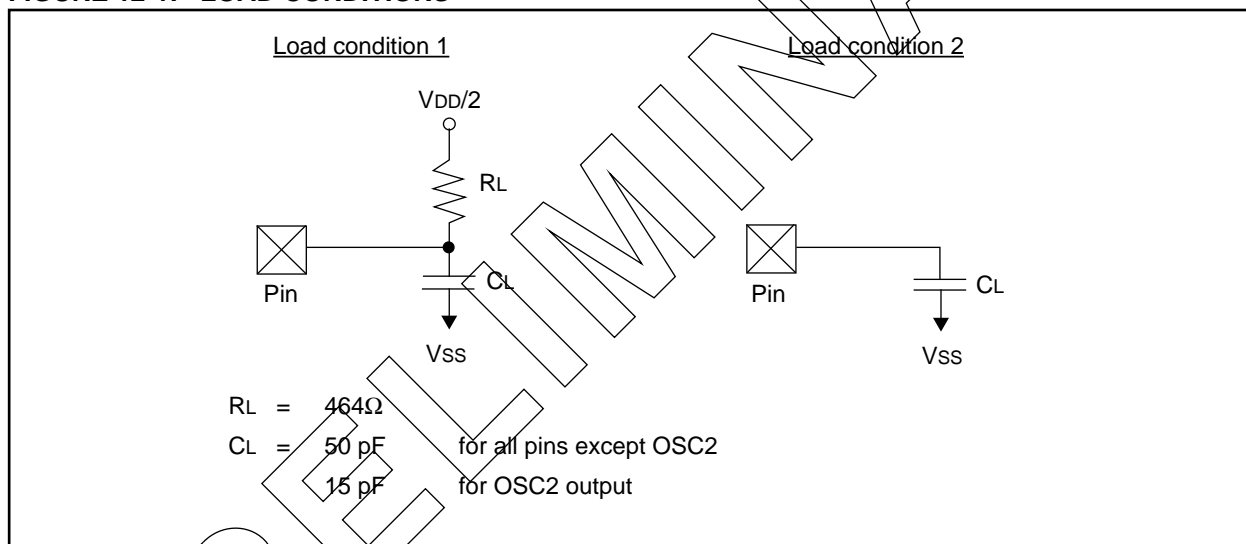 Load condition 1
Load condition 2
VDD/2
RL
Pin
CL
VSS
Pin
CL
VSS
RL = 464Ω
CL = 50 pF for all pins except OSC2
15 pF for OSC2 output